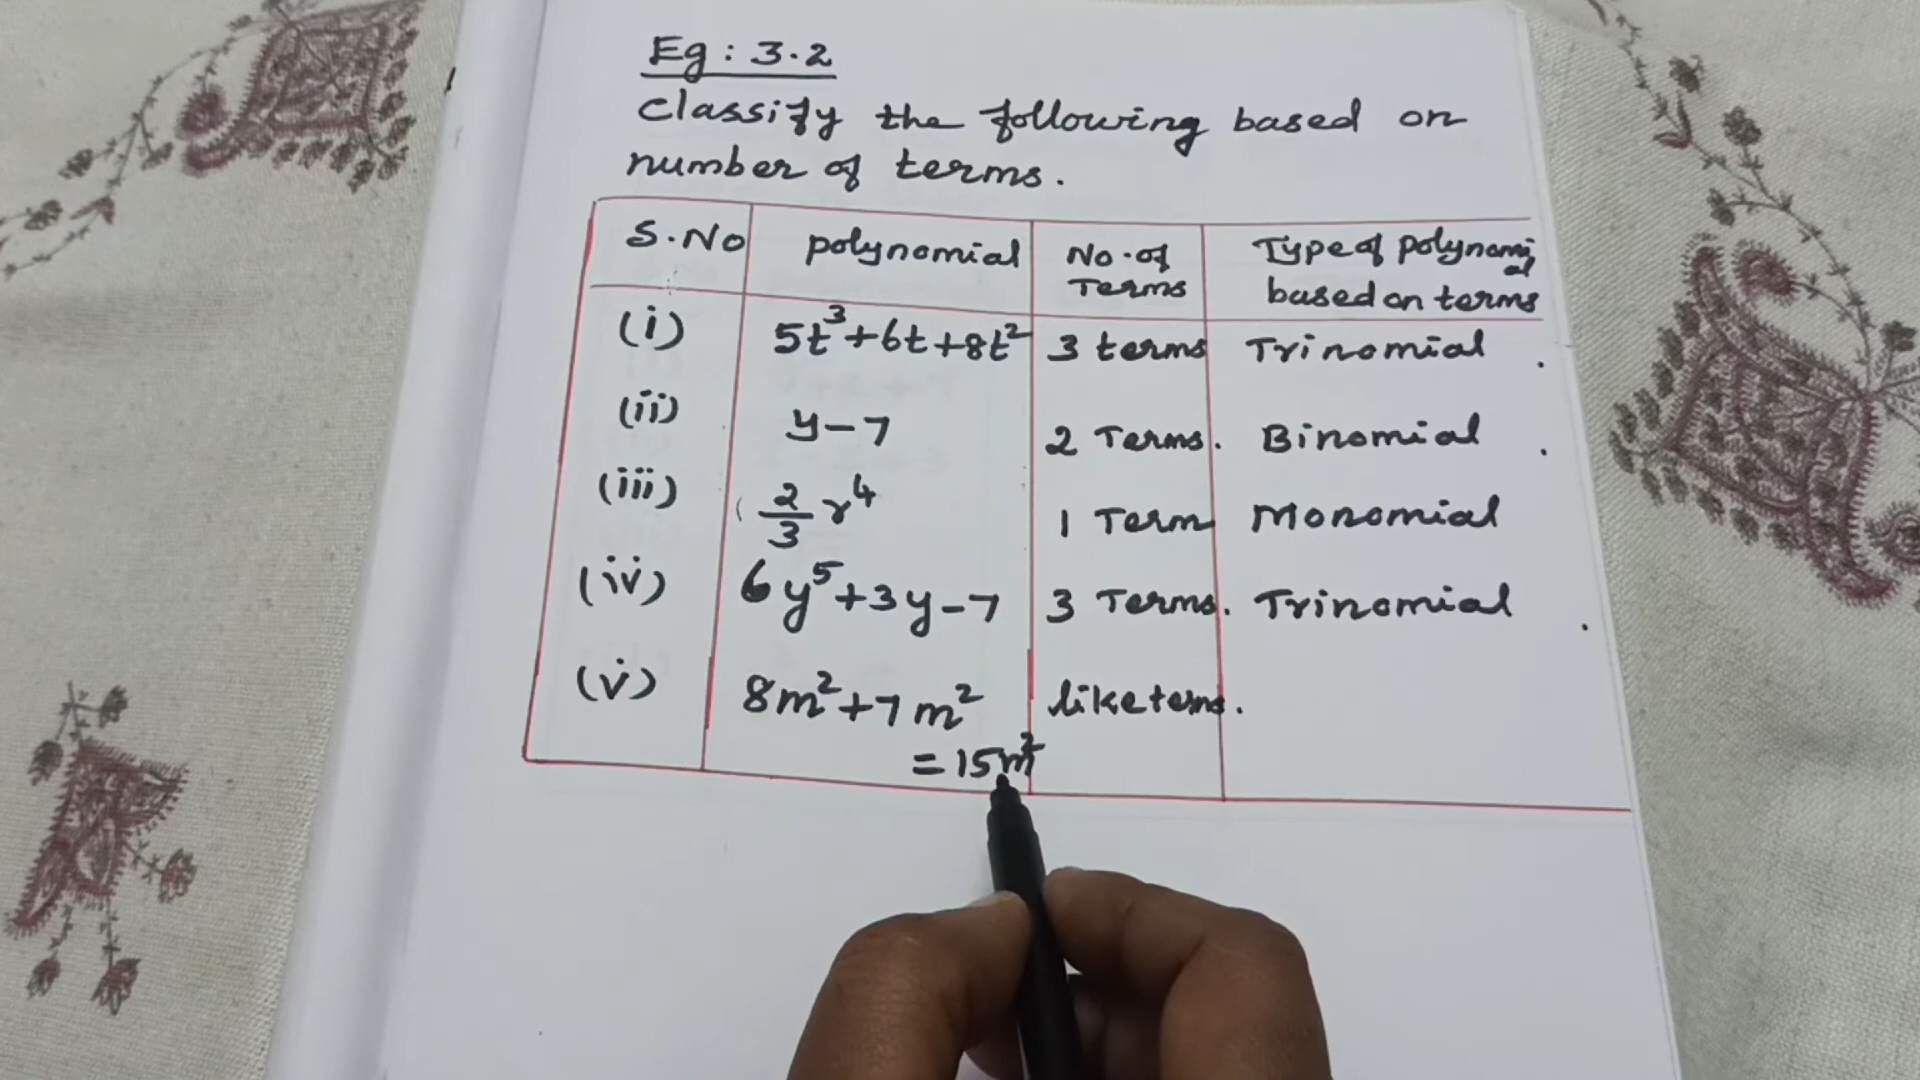 Eg : 3.2
Classify the following based on
number of terms.
S.No polynomial No. of Terms Type of polynomial based on terms
(i) 5t³+6t+8t² 3 terms Trinomial .
(ii) y-7 2 Terms. Binomial .
(iii) 2/3 r⁴ 1 Term Monomial
(iv) 6y⁵+3y-7 3 Terms. Trinomial .
(v) 8m²+7m² like terms.
= 15m²